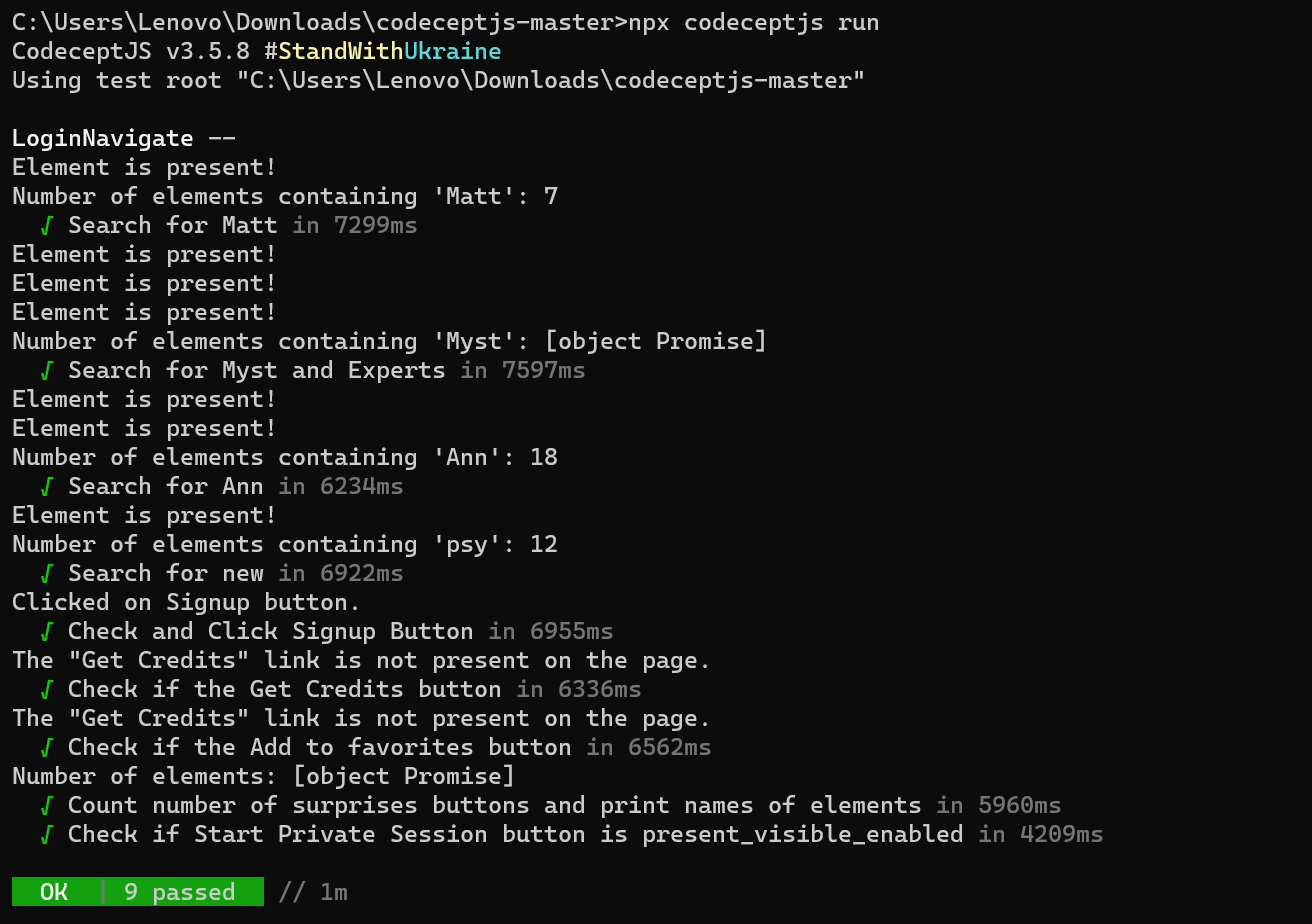 C:\Users\Lenovo\Downloads\codeceptjs-master>npx codeceptjs run
CodeceptJS v3.5.8 #StandWithUkraine
Using test root "C:\Users\Lenovo\Downloads\codeceptjs-master"
LoginNavigate --
Element is present!
Number of elements containing 'Matt': 7
√ Search for Matt in 7299ms
Element is present!
Element is present!
Element is present!
Number of elements containing 'Myst': [object Promise]
√ Search for Myst and Experts in 7597ms
Element is present!
Element is present!
Number of elements containing 'Ann': 18
√ Search for Ann in 6234ms
Element is present!
Number of elements containing 'psy': 12
√ Search for new in 6922ms
Clicked on Signup button.
√ Check and Click Signup Button in 6955ms
The "Get Credits" link is not present on the page.
√ Check if the Get Credits button in 6336ms
The "Get Credits" link is not present on the page.
√ Check if the Add to favorites button in 6562ms
Number of elements: [object Promise]
√ Count number of surprises buttons and print names of elements in 5960ms
√ Check if Start Private Session button is present_visible_enabled in 4209ms
OK | 9 passed // 1m